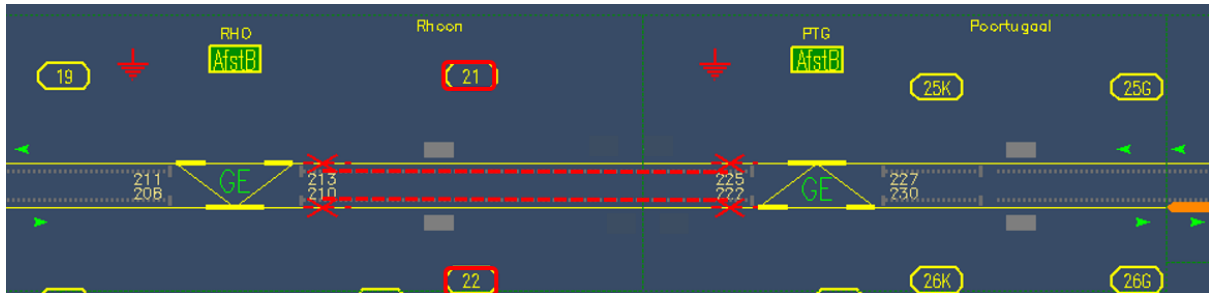 RHO
Rhoon
PTG
Poortugaal
AfstB
AfstB
19
21
25K
25G
GE
GE
211
208
213
210
225
222
227
230
22
26K
26G